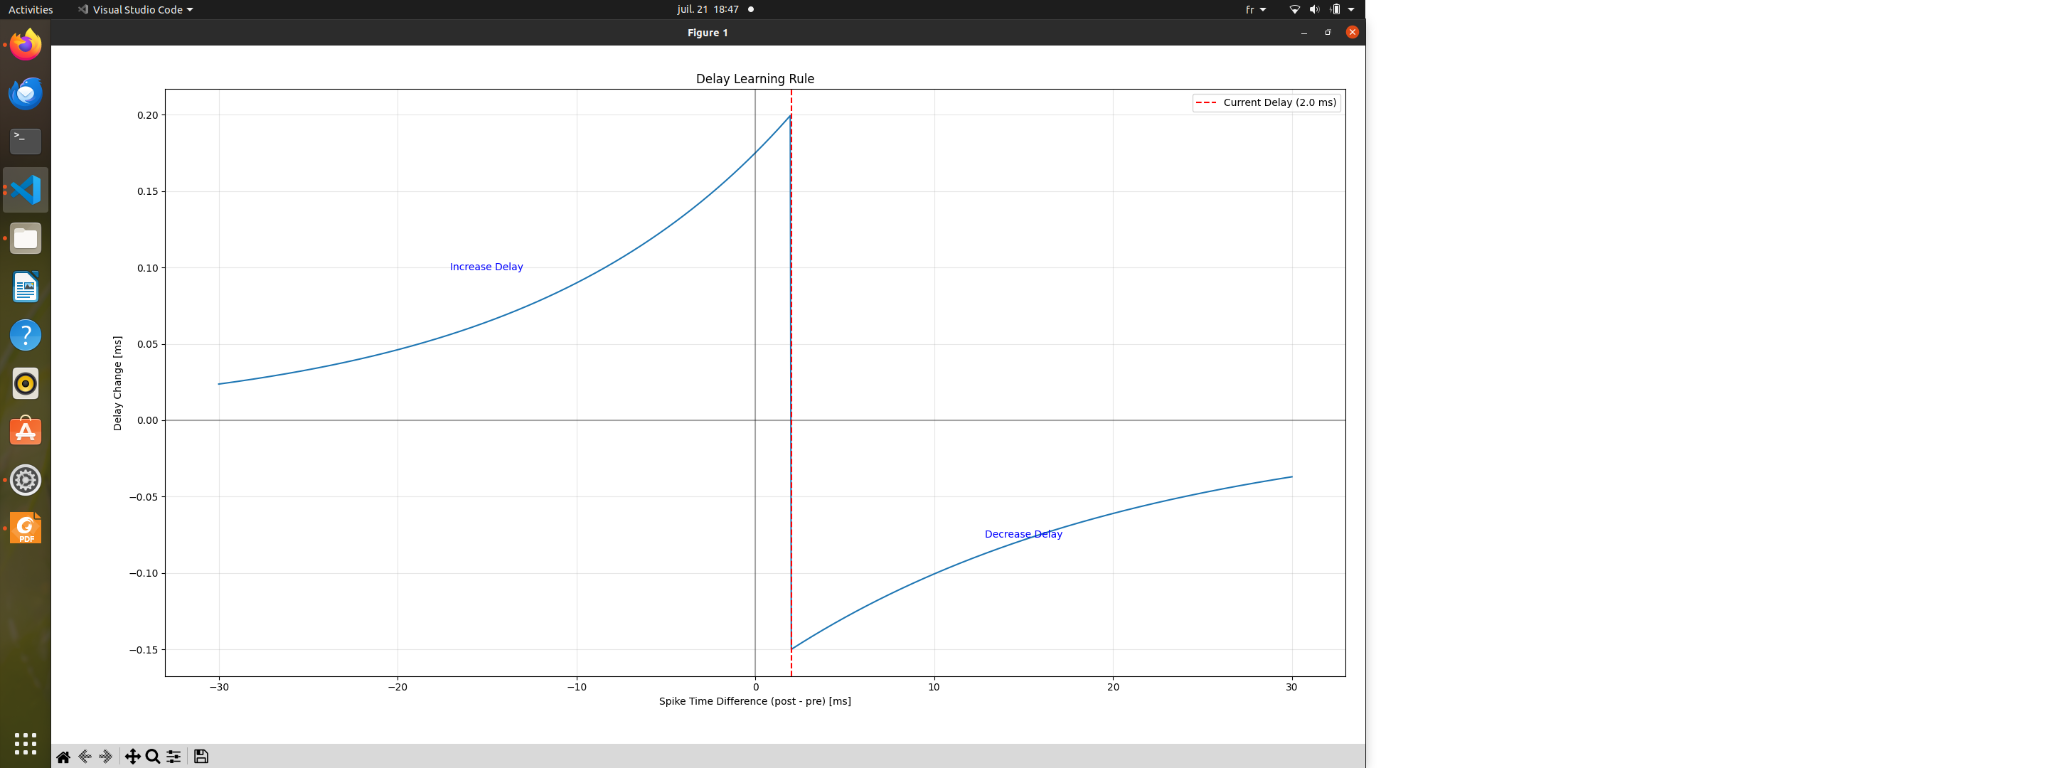 Activities
Visual Studio Code
juil. 21 18:47
fr
Figure 1
Delay Learning Rule
Current Delay (2.0 ms)
0.20
0.15
0.10
0.05
0.00
−0.05
−0.10
−0.15
Increase Delay
Decrease Delay
Delay Change [ms]
−30
−20
−10
0
10
20
30
Spike Time Difference (post - pre) [ms]
>_
?
PDF